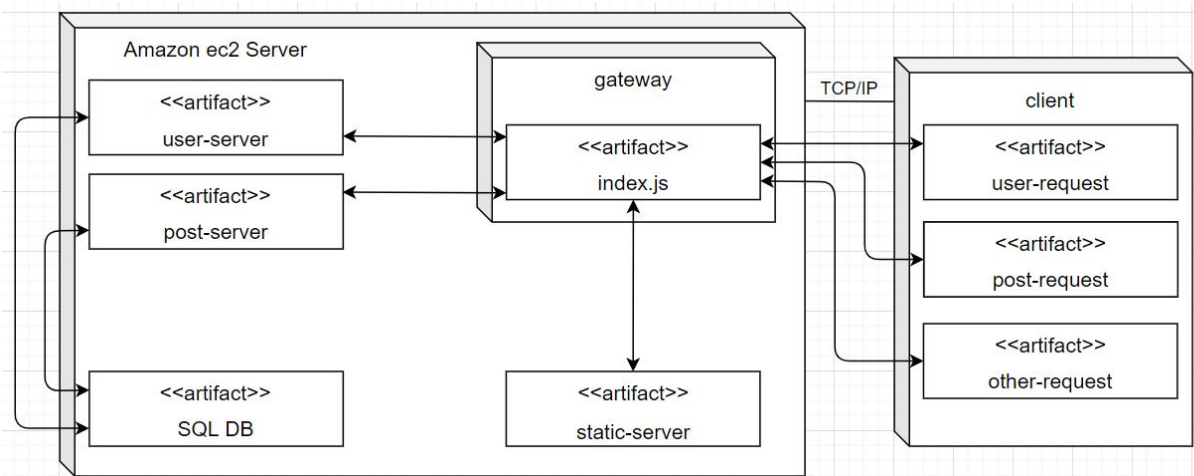 Amazon ec2 Server
<<artifact>>
user-server
<<artifact>>
post-server
<<artifact>>
SQL DB
gateway
<<artifact>>
index.js
<<artifact>>
static-server
TCP/IP
client
<<artifact>>
user-request
<<artifact>>
post-request
<<artifact>>
other-request